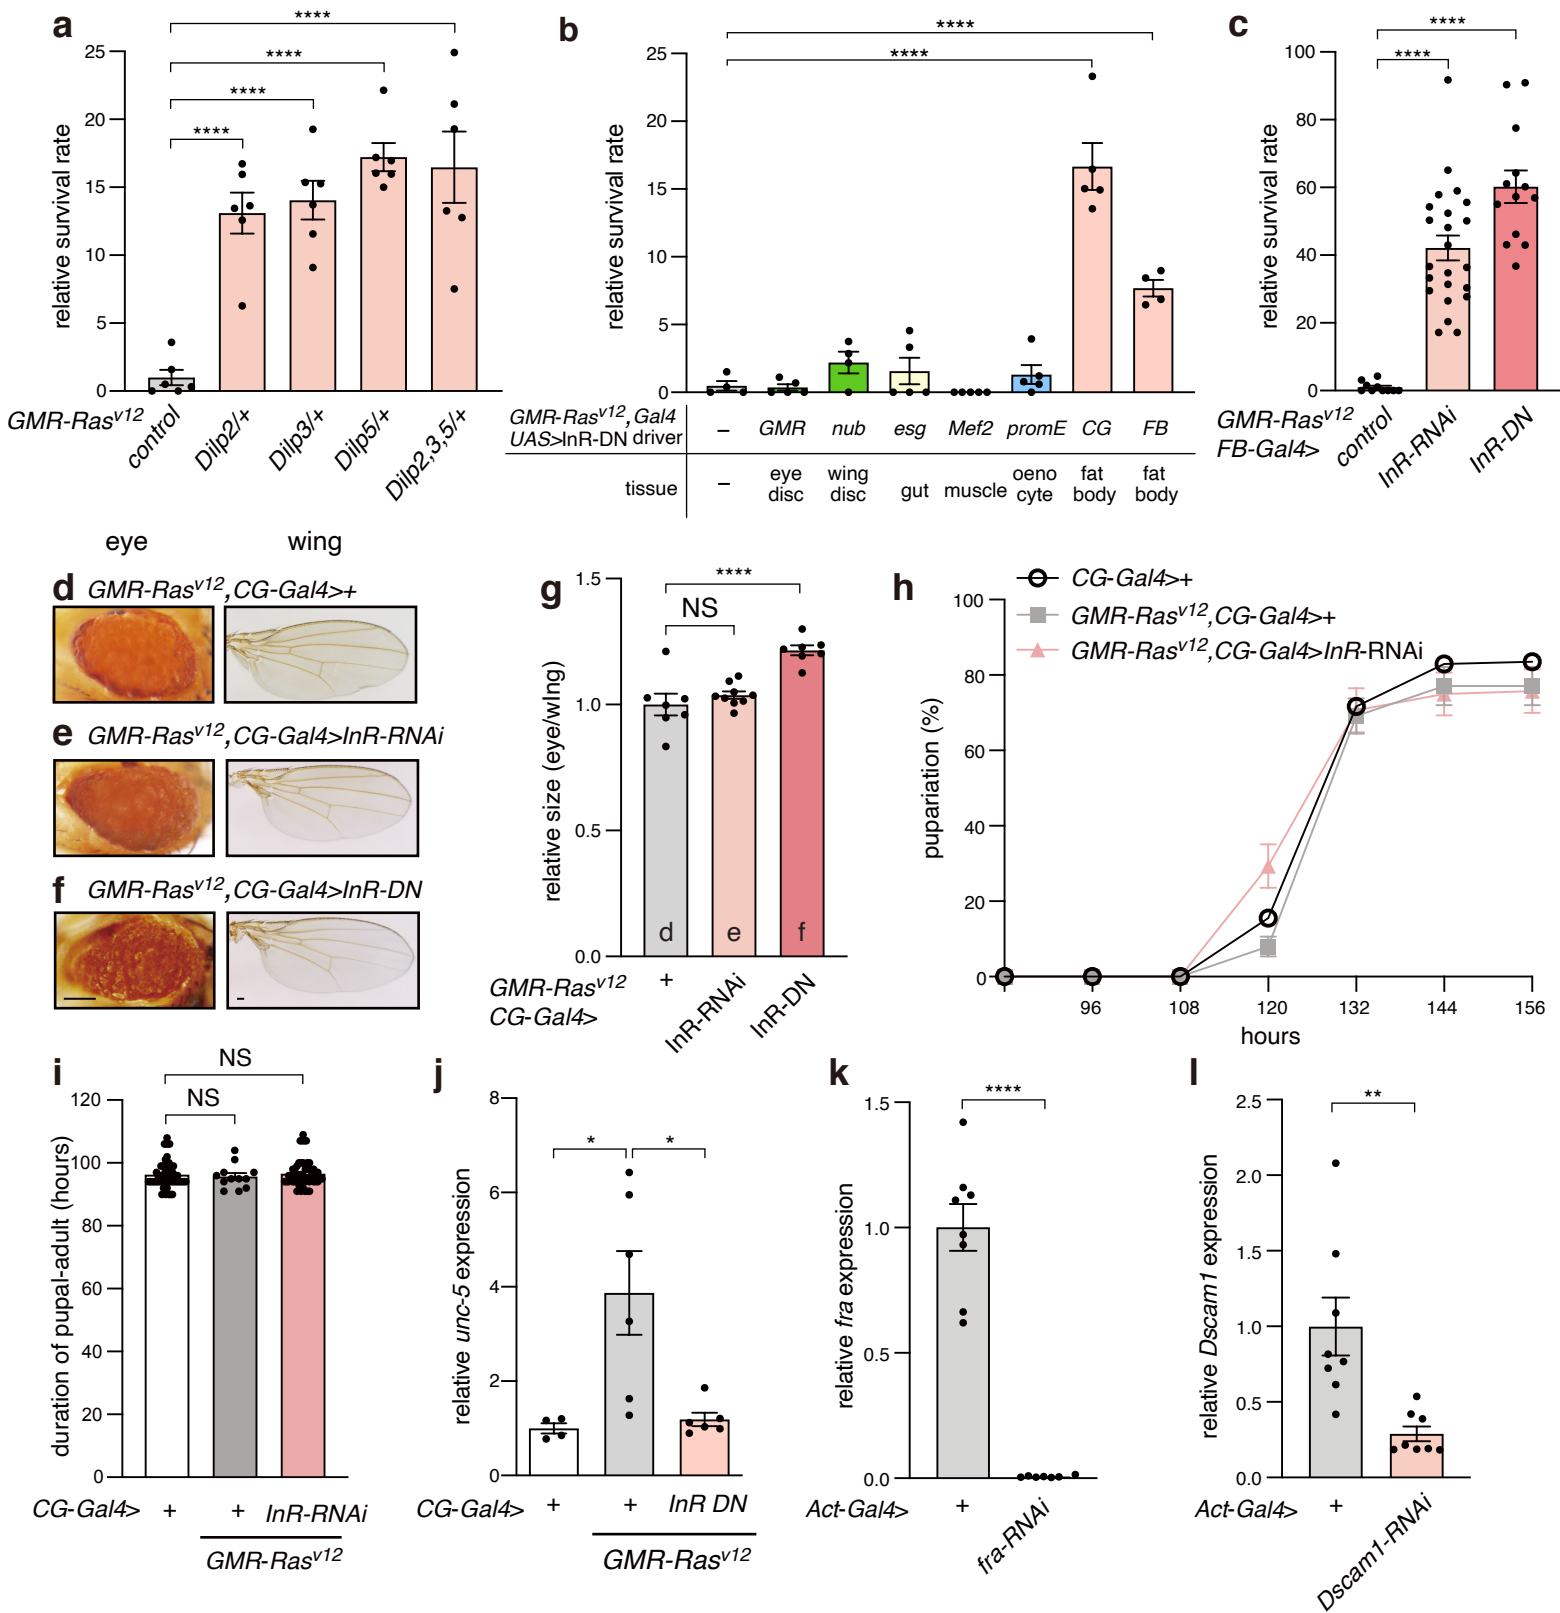 a
****
****
****
****
25
20
15
10
5
0
relative survival rate
GMR-Ras^v12
control
Dilp2/+
Dilp3/+
Dilp5/+
Dilp2,3,5/+
b
****
****
25
20
15
10
5
0
relative survival rate
GMR-Ras^v12, Gal4
UAS>InR-DN driver
– GMR nub esg Mef2 promE CG FB
tissue
–
eye disc
wing disc
gut
muscle
oeno cyte
fat body
fat body
c
****
****
100
80
60
40
20
0
relative survival rate
GMR-Ras^v12
FB-Gal4>
control
InR-RNAi
InR-DN
eye wing
d GMR-Ras^v12,CG-Gal4>+
e GMR-Ras^v12,CG-Gal4>InR-RNAi
f GMR-Ras^v12,CG-Gal4>InR-DN
g
****
NS
1.5
1.0
0.5
0.0
relative size (eye/wIng)
d e f
GMR-Ras^v12
CG-Gal4>
+
InR-RNAi
InR-DN
h
CG-Gal4>+
GMR-Ras^v12,CG-Gal4>+
GMR-Ras^v12,CG-Gal4>InR-RNAi
100
80
60
40
20
0
pupariation (%)
96 108 120 132 144 156
hours
i
NS
NS
120
100
80
60
40
20
0
duration of pupal-adult (hours)
CG-Gal4> + + InR-RNAi
GMR-Ras^v12
j
* *
8
6
4
2
0
relative unc-5 expression
CG-Gal4> + + InR DN
GMR-Ras^v12
k
****
1.5
1.0
0.5
0.0
relative fra expression
Act-Gal4> +
fra-RNAi
l
**
2.5
2.0
1.5
1.0
0.5
0.0
relative Dscam1 expression
Act-Gal4> +
Dscam1-RNAi